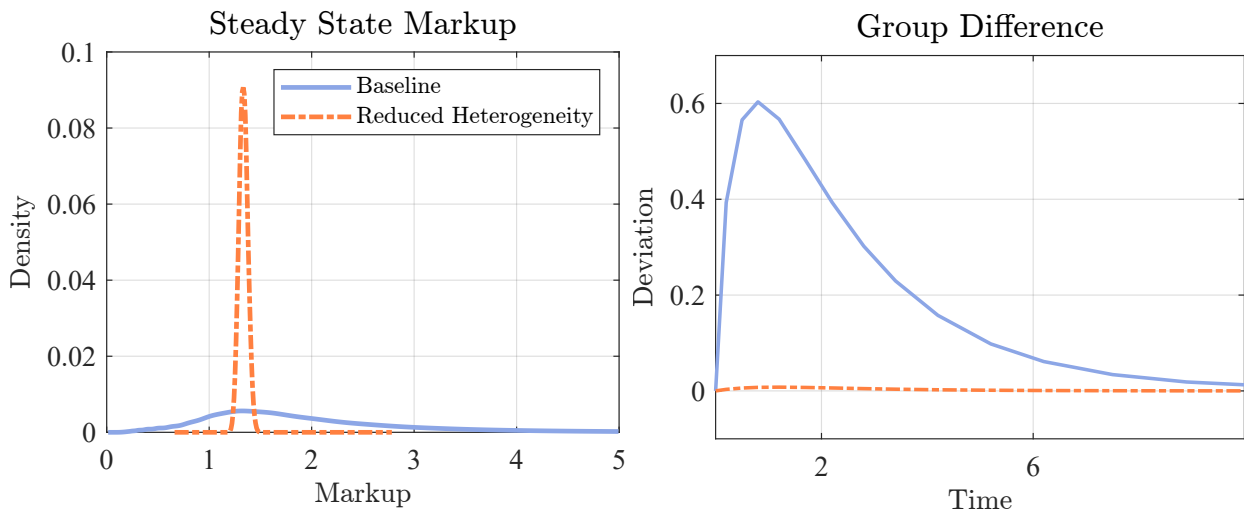 Steady State Markup
0.1
0.08
0.06
0.04
0.02
0
Density
0
1
2
3
4
5
Markup
Baseline
Reduced Heterogeneity
Group Difference
0.6
0.4
0.2
0
Deviation
2
6
Time